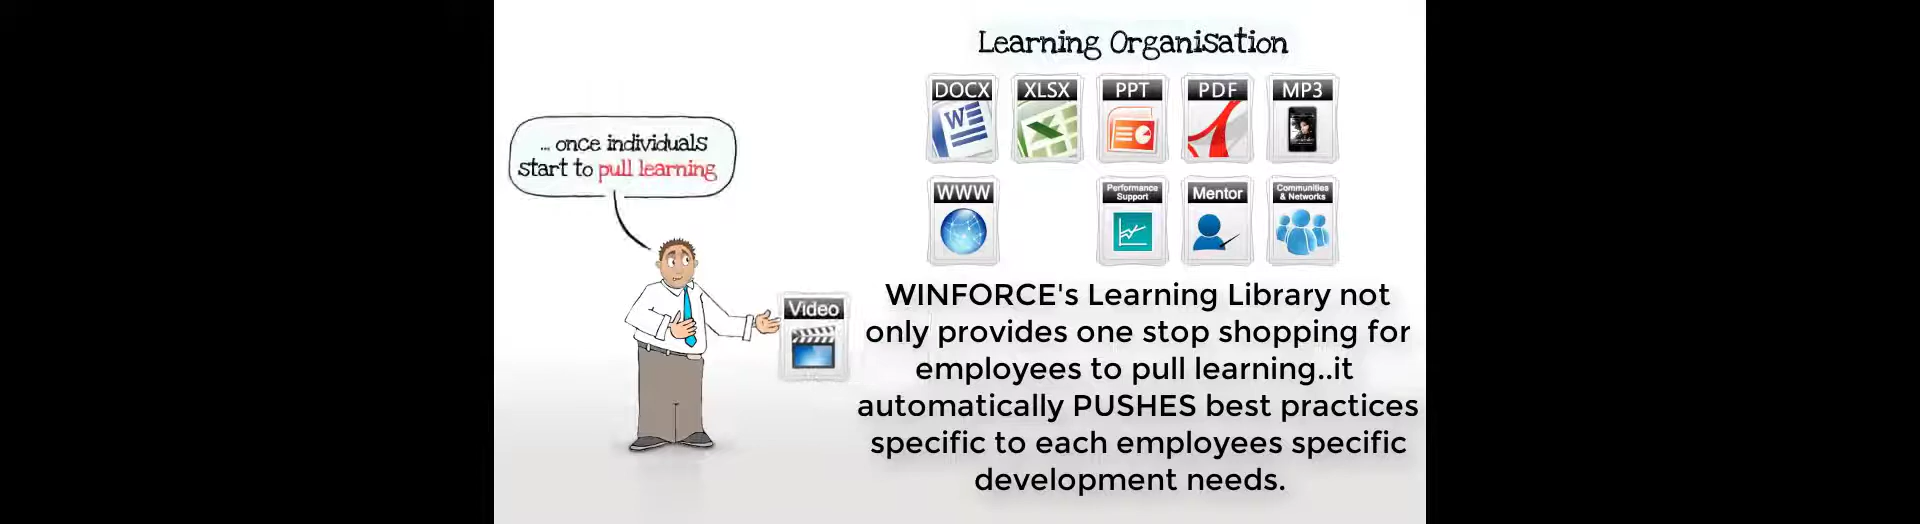 Learning Organisation
DOCX XLSX PPT PDF MP3
... once individuals
start to pull learning
WWW Performance Support Mentor Communities & Networks
Video
WINFORCE's Learning Library not
only provides one stop shopping for
employees to pull learning..it
automatically PUSHES best practices
specific to each employees specific
development needs.